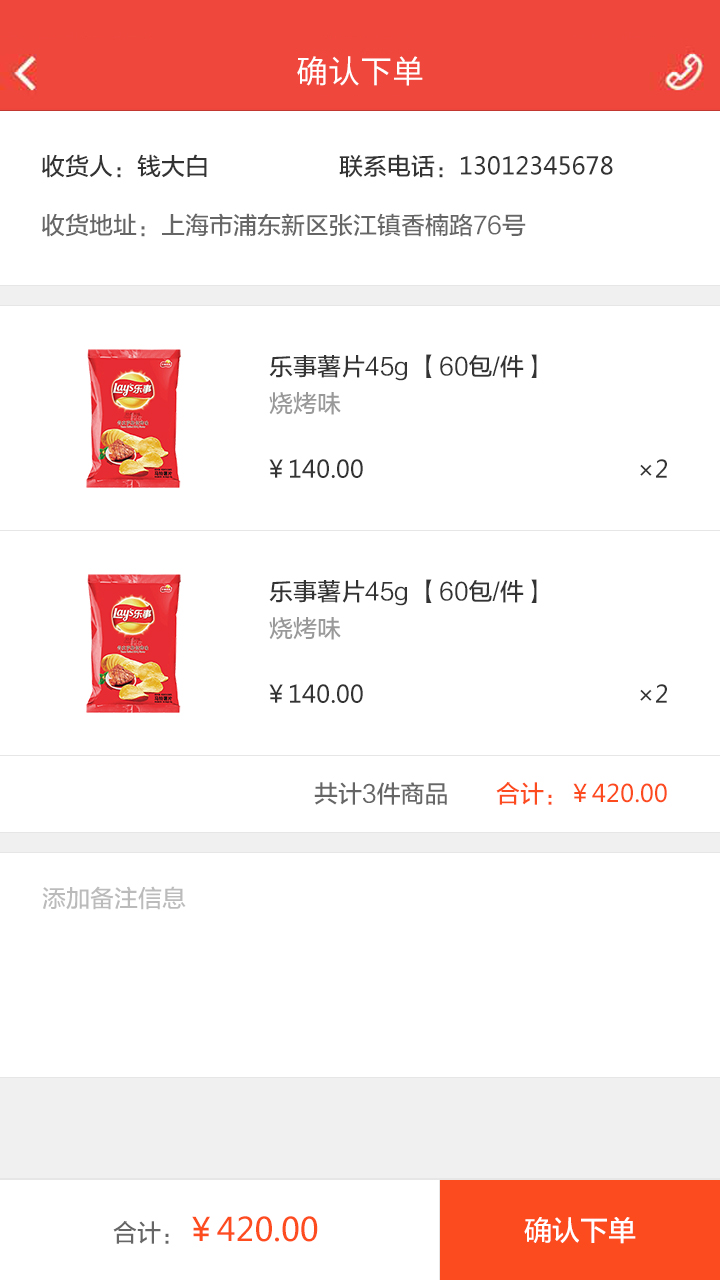 确认下单
收货人：钱大白 联系电话：13012345678
收货地址：上海市浦东新区张江镇香楠路76号
Lay's乐事
乐事薯片45g【60包/件】
烧烤味
¥140.00 ×2
Lay's乐事
乐事薯片45g【60包/件】
烧烤味
¥140.00 ×2
共计3件商品 合计：¥420.00
添加备注信息
合计：¥420.00 确认下单